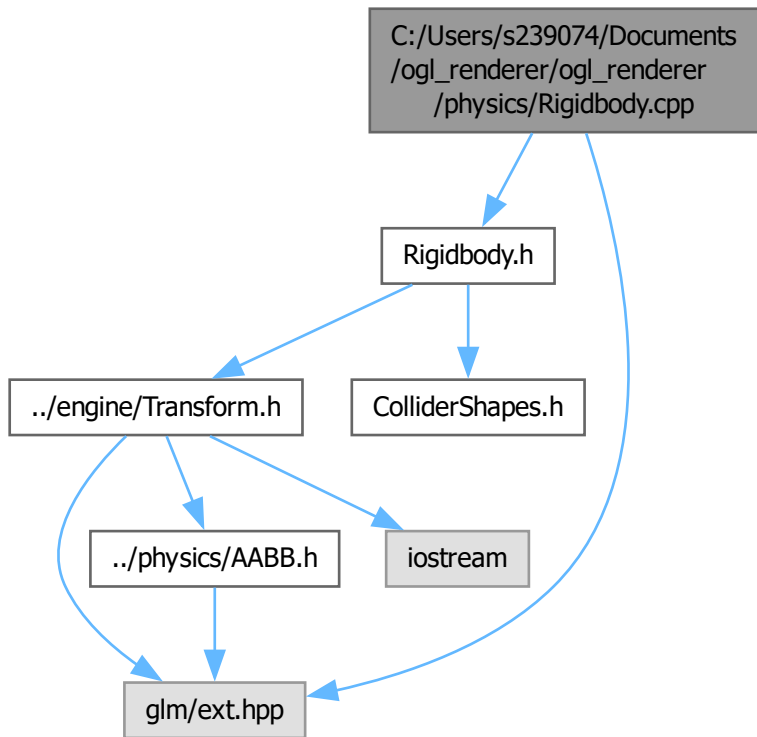 C:/Users/s239074/Documents
/ogl_renderer/ogl_renderer
/physics/Rigidbody.cpp
Rigidbody.h
../engine/Transform.h
ColliderShapes.h
../physics/AABB.h
iostream
glm/ext.hpp